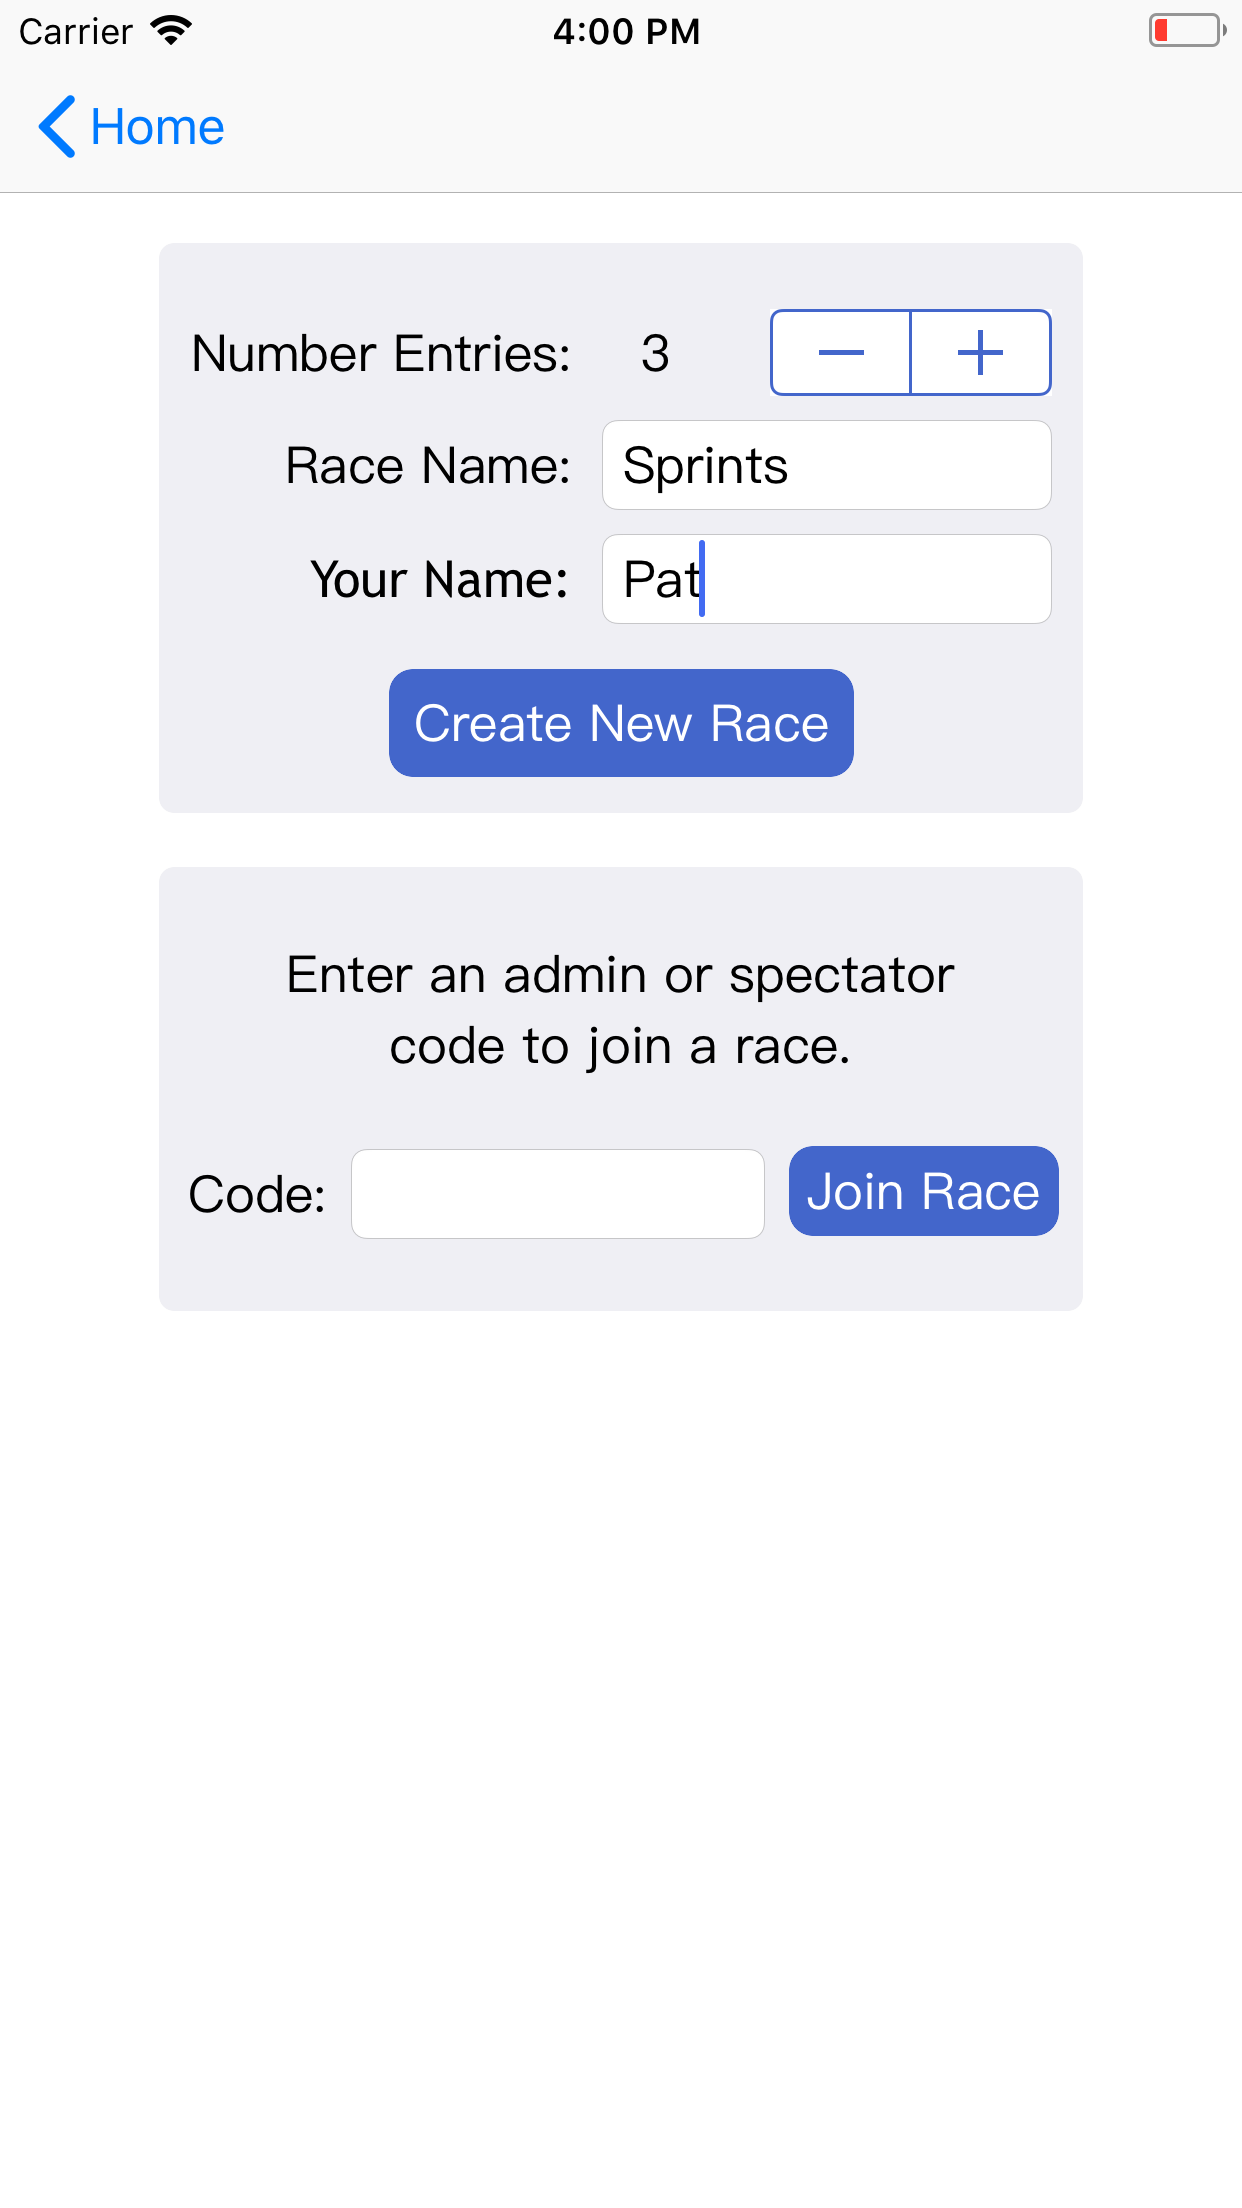 Carrier 4:00 PM
Home
Number Entries: 3
Race Name: Sprints
Your Name: Pat
Create New Race
Enter an admin or spectator
code to join a race.
Code: Join Race